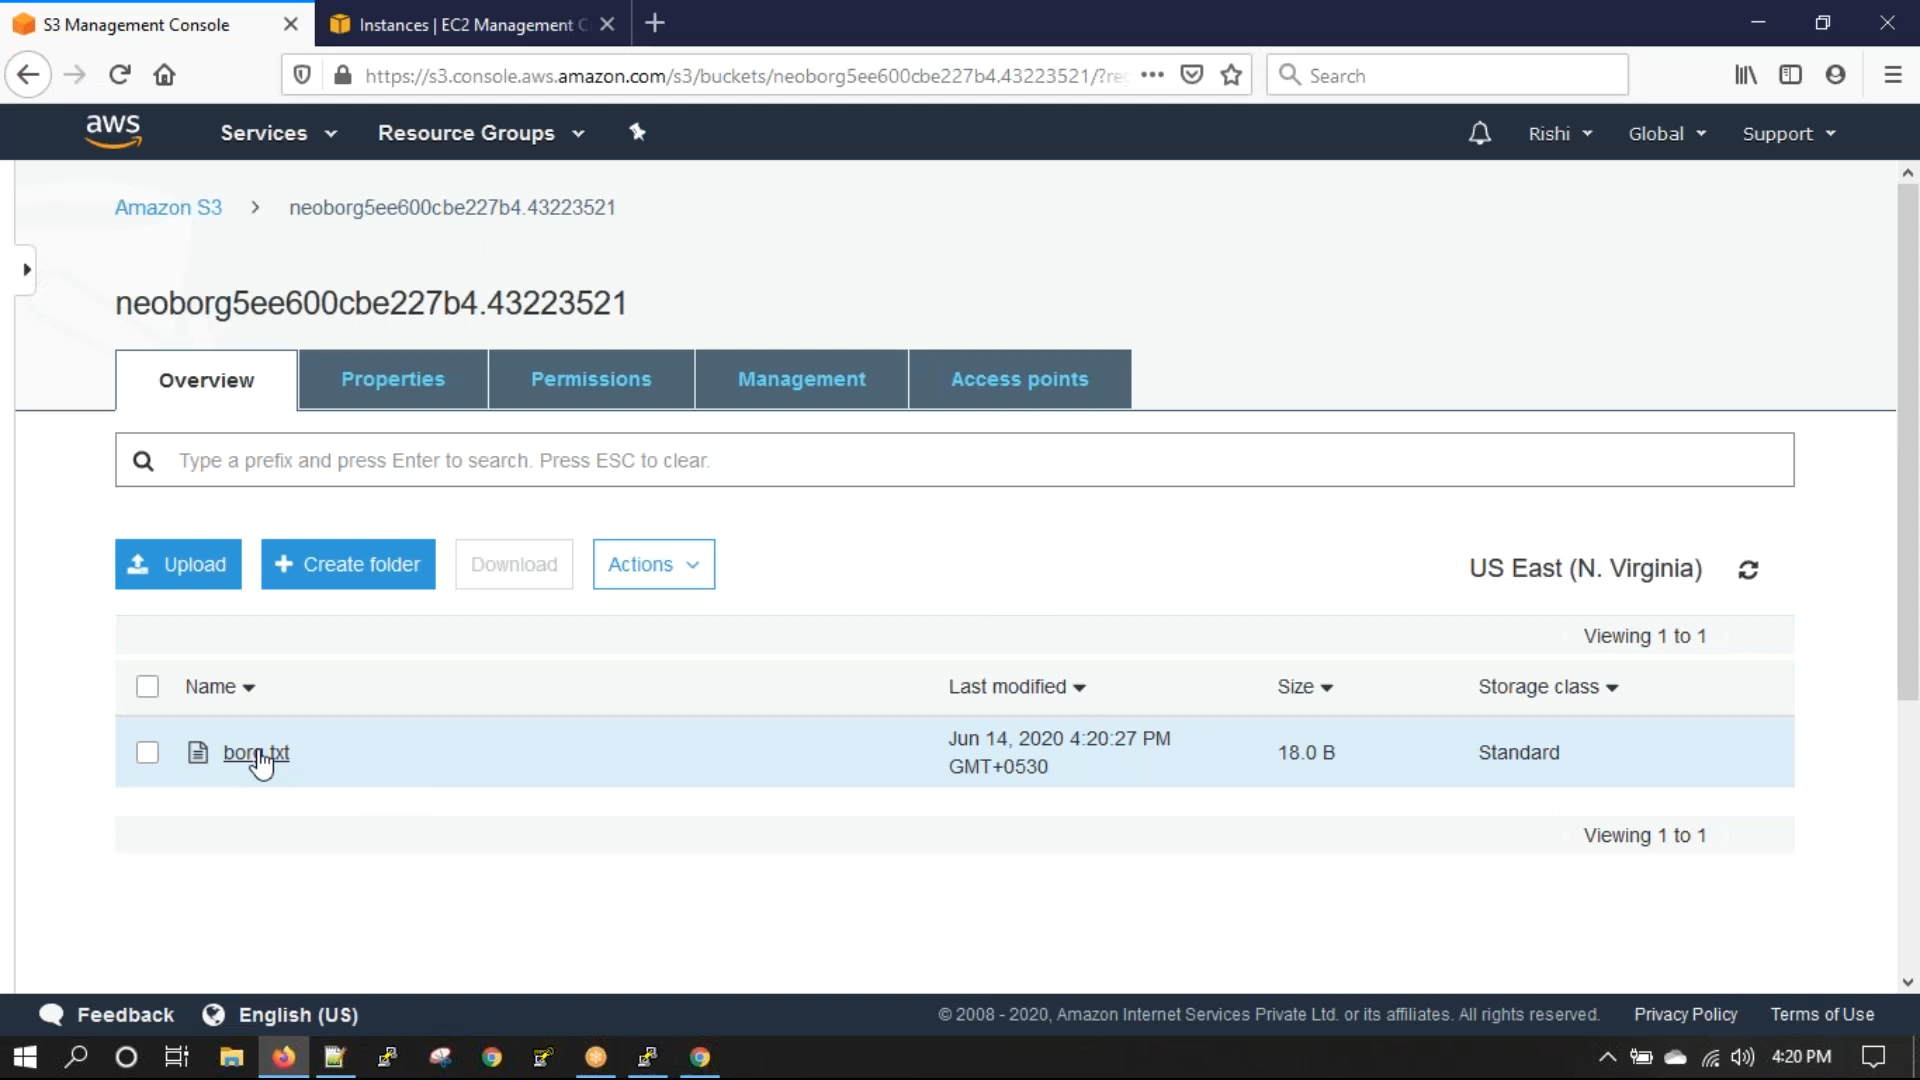 S3 Management Console
Instances | EC2 Management C
https://s3.console.aws.amazon.com/s3/buckets/neoborg5ee600cbe227b4.43223521/?re
Search
aws
Services
Resource Groups
Rishi
Global
Support
Amazon S3 > neoborg5ee600cbe227b4.43223521
neoborg5ee600cbe227b4.43223521
Overview
Properties
Permissions
Management
Access points
Type a prefix and press Enter to search. Press ESC to clear.
Upload
+ Create folder
Download
Actions
US East (N. Virginia)
Viewing 1 to 1
Name
Last modified
Size
Storage class
Jun 14, 2020 4:20:27 PM
GMT+0530
18.0 B
Standard
Viewing 1 to 1
Feedback
English (US)
© 2008 - 2020, Amazon Internet Services Private Ltd. or its affiliates. All rights reserved.
Privacy Policy
Terms of Use
4:20 PM